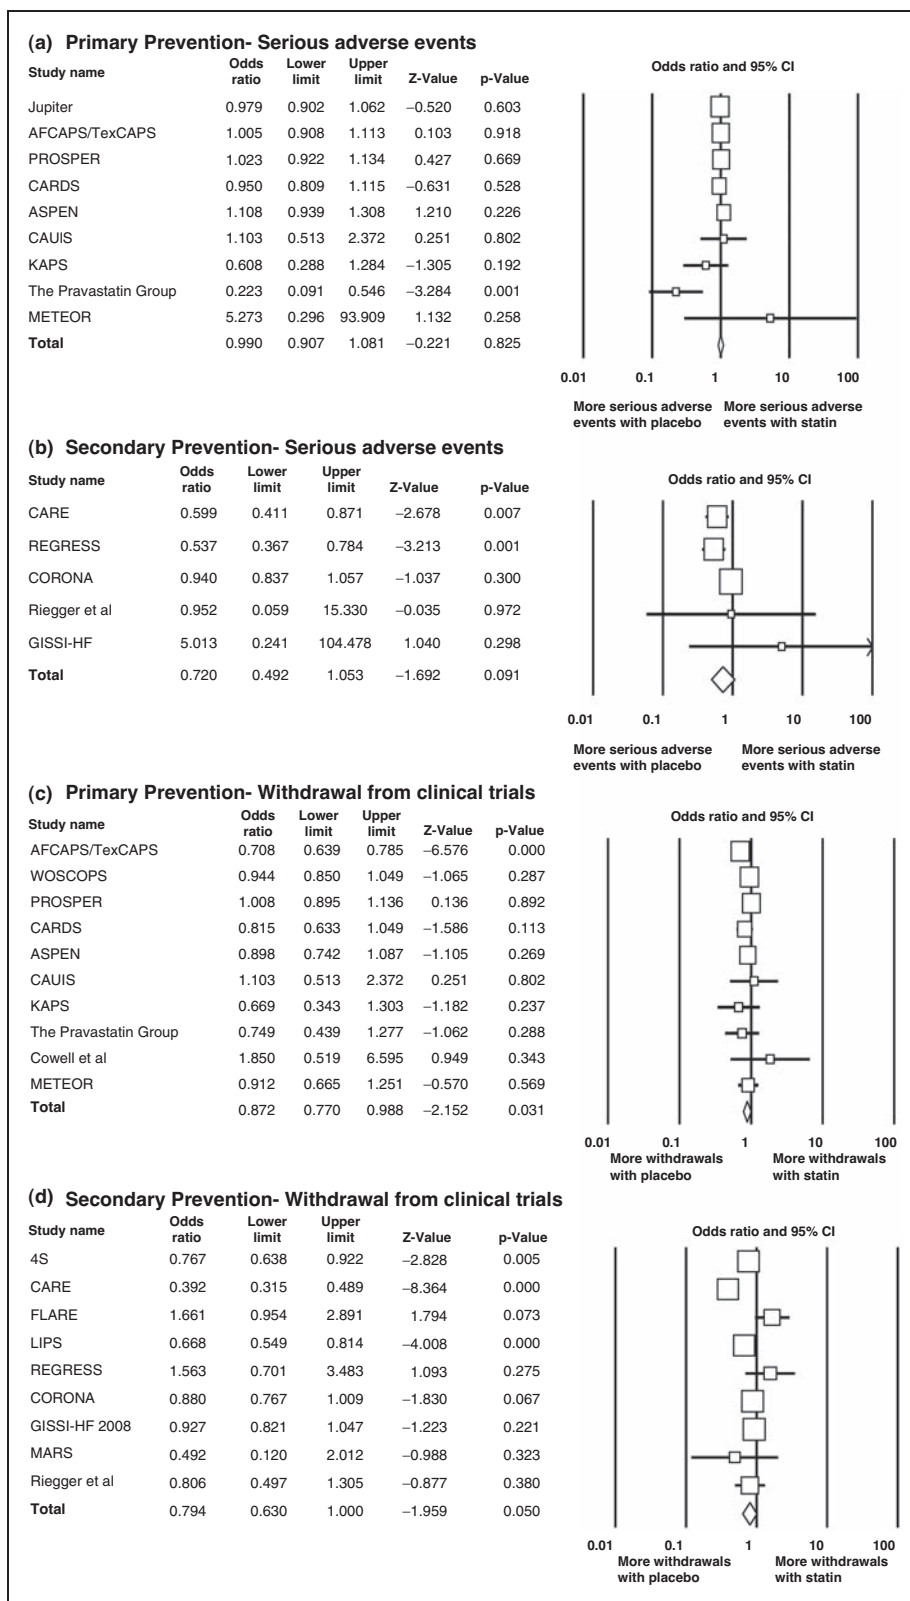 (a) Primary Prevention- Serious adverse events
Study name Odds ratio Lower limit Upper limit Z-Value p-Value Odds ratio and 95% CI
Jupiter 0.979 0.902 1.062 −0.520 0.603
AFCAPS/TexCAPS 1.005 0.908 1.113 0.103 0.918
PROSPER 1.023 0.922 1.134 0.427 0.669
CARDS 0.950 0.809 1.115 −0.631 0.528
ASPEN 1.108 0.939 1.308 1.210 0.226
CAUIS 1.103 0.513 2.372 0.251 0.802
KAPS 0.608 0.288 1.284 −1.305 0.192
The Pravastatin Group 0.223 0.091 0.546 −3.284 0.001
METEOR 5.273 0.296 93.909 1.132 0.258
Total 0.990 0.907 1.081 −0.221 0.825
0.01 0.1 1 10 100
More serious adverse More serious adverse
events with placebo events with statin
(b) Secondary Prevention- Serious adverse events
Study name Odds ratio Lower limit Upper limit Z-Value p-Value Odds ratio and 95% CI
CARE 0.599 0.411 0.871 −2.678 0.007
REGRESS 0.537 0.367 0.784 −3.213 0.001
CORONA 0.940 0.837 1.057 −1.037 0.300
Riegger et al 0.952 0.059 15.330 −0.035 0.972
GISSI-HF 5.013 0.241 104.478 1.040 0.298
Total 0.720 0.492 1.053 −1.692 0.091
0.01 0.1 1 10 100
More serious adverse More serious adverse
events with placebo events with statin
(c) Primary Prevention- Withdrawal from clinical trials
Study name Odds ratio Lower limit Upper limit Z-Value p-Value Odds ratio and 95% CI
AFCAPS/TexCAPS 0.708 0.639 0.785 −6.576 0.000
WOSCOPS 0.944 0.850 1.049 −1.065 0.287
PROSPER 1.008 0.895 1.136 0.136 0.892
CARDS 0.815 0.633 1.049 −1.586 0.113
ASPEN 0.898 0.742 1.087 −1.105 0.269
CAUIS 1.103 0.513 2.372 0.251 0.802
KAPS 0.669 0.343 1.303 −1.182 0.237
The Pravastatin Group 0.749 0.439 1.277 −1.062 0.288
Cowell et al 1.850 0.519 6.595 0.949 0.343
METEOR 0.912 0.665 1.251 −0.570 0.569
Total 0.872 0.770 0.988 −2.152 0.031
0.01 0.1 1 10 100
More withdrawals More withdrawals
with placebo with statin
(d) Secondary Prevention- Withdrawal from clinical trials
Study name Odds ratio Lower limit Upper limit Z-Value p-Value Odds ratio and 95% CI
4S 0.767 0.638 0.922 −2.828 0.005
CARE 0.392 0.315 0.489 −8.364 0.000
FLARE 1.661 0.954 2.891 1.794 0.073
LIPS 0.668 0.549 0.814 −4.008 0.000
REGRESS 1.563 0.701 3.483 1.093 0.275
CORONA 0.880 0.767 1.009 −1.830 0.067
GISSI-HF 2008 0.927 0.821 1.047 −1.223 0.221
MARS 0.492 0.120 2.012 −0.988 0.323
Riegger et al 0.806 0.497 1.305 −0.877 0.380
Total 0.794 0.630 1.000 −1.959 0.050
0.01 0.1 1 10 100
More withdrawals More withdrawals
with placebo with statin